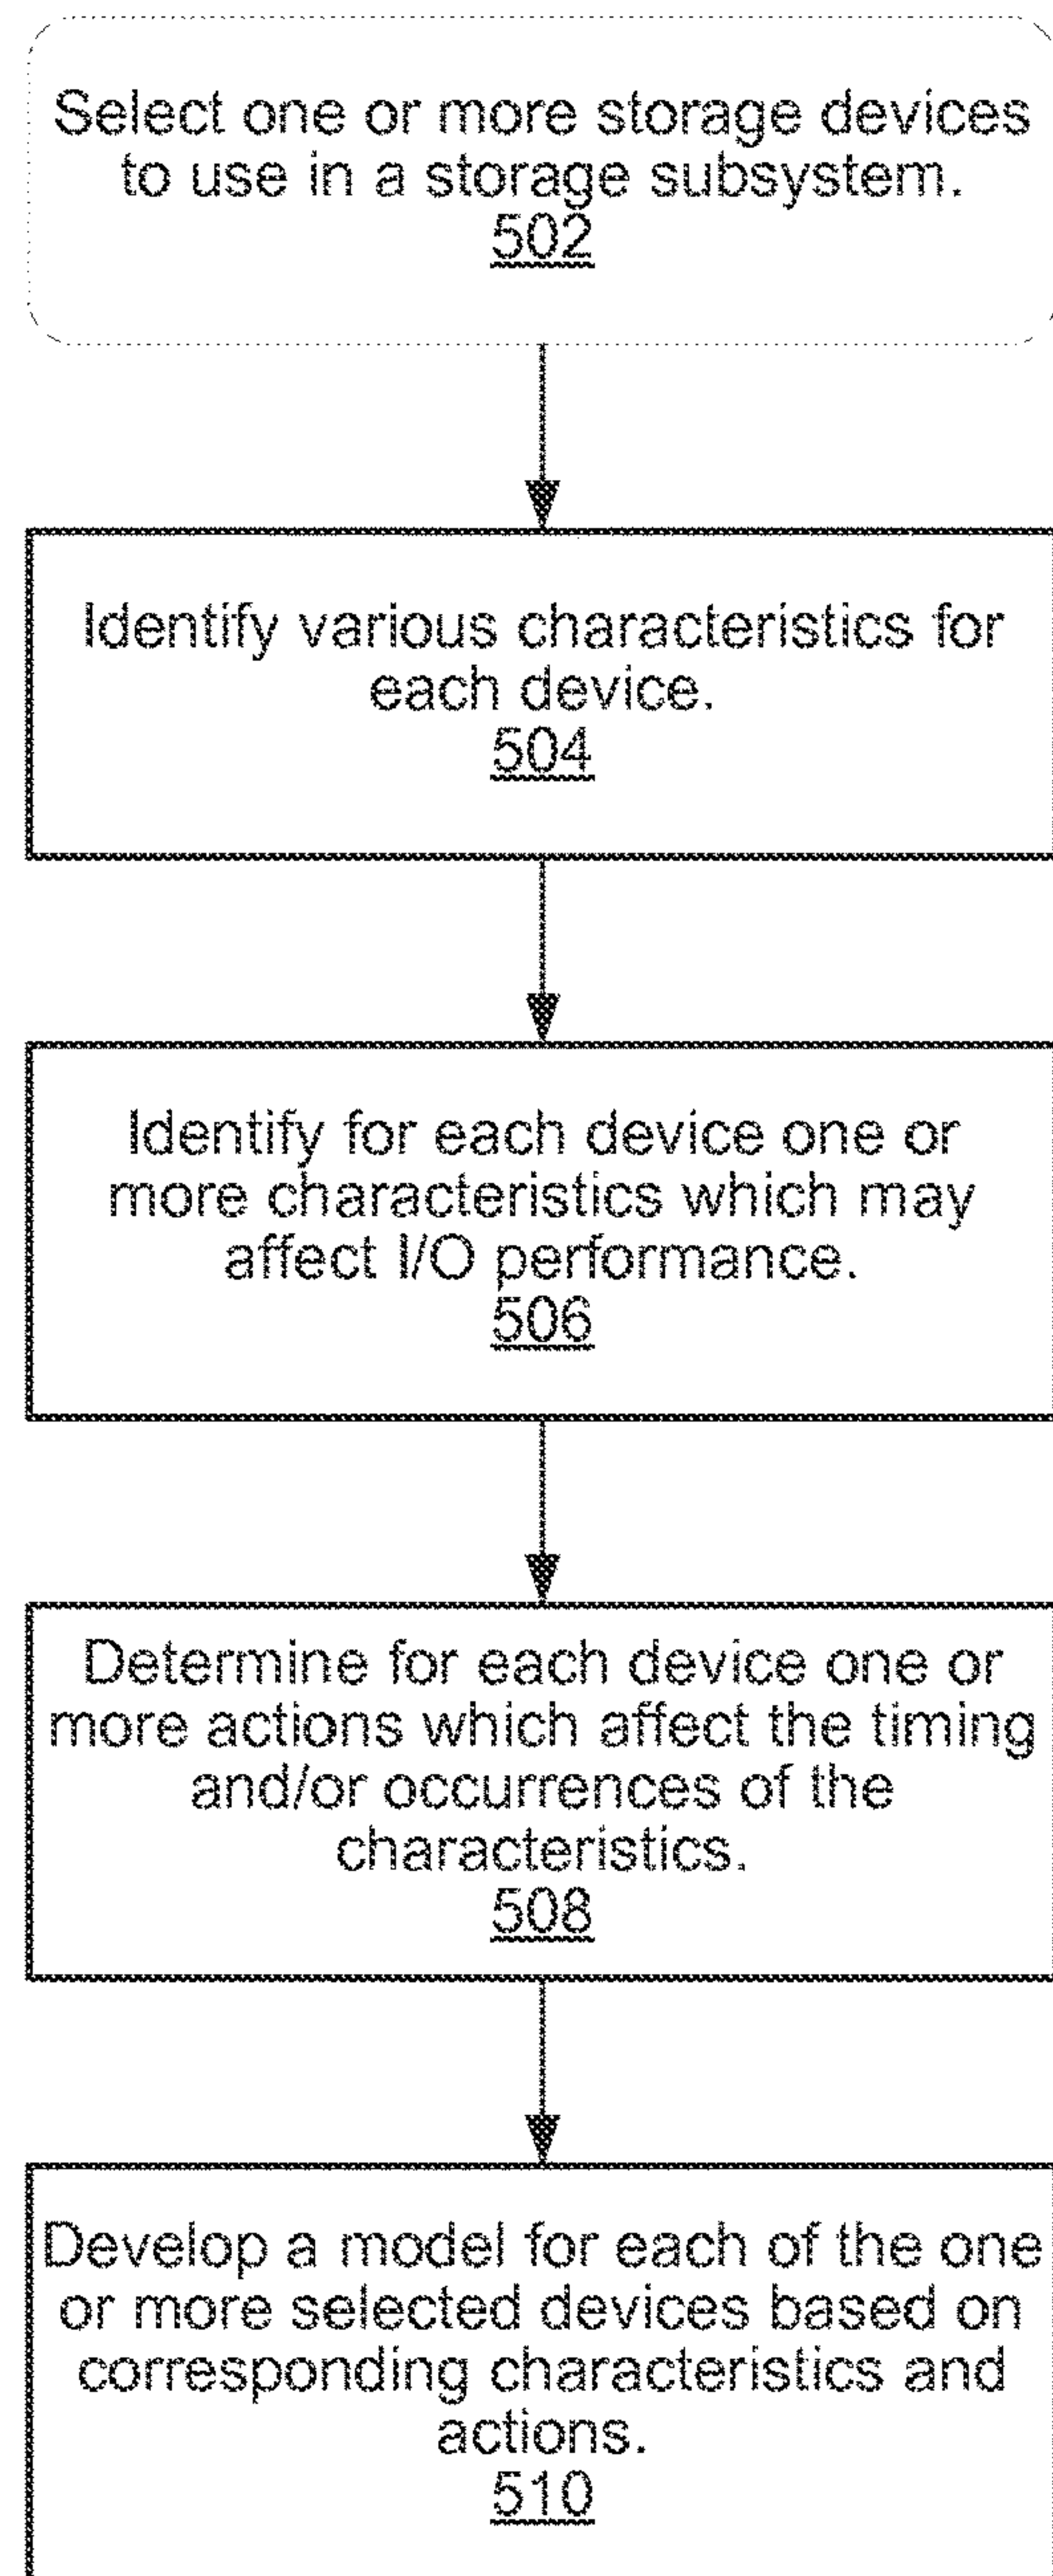 Select one or more storage devices
to use in a storage subsystem.
502
Identify various characteristics for
each device.
504
Identify for each device one or
more characteristics which may
affect I/O performance.
506
Determine for each device one or
more actions which affect the timing
and/or occurrences of the
characteristics.
508
Develop a model for each of the one
or more selected devices based on
corresponding characteristics and
actions.
510